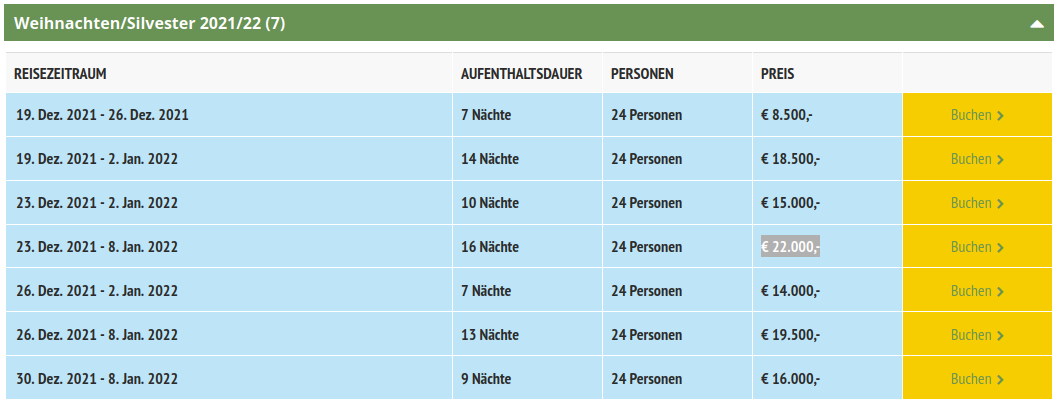 Weihnachten/Silvester 2021/22 (7)
REISEZEITRAUM AUFENTHALTSDAUER PERSONEN PREIS
19. Dez. 2021 - 26. Dez. 2021 7 Nächte 24 Personen € 8.500,- Buchen
19. Dez. 2021 - 2. Jan. 2022 14 Nächte 24 Personen € 18.500,- Buchen
23. Dez. 2021 - 2. Jan. 2022 10 Nächte 24 Personen € 15.000,- Buchen
23. Dez. 2021 - 8. Jan. 2022 16 Nächte 24 Personen € 22.000,- Buchen
26. Dez. 2021 - 2. Jan. 2022 7 Nächte 24 Personen € 14.000,- Buchen
26. Dez. 2021 - 8. Jan. 2022 13 Nächte 24 Personen € 19.500,- Buchen
30. Dez. 2021 - 8. Jan. 2022 9 Nächte 24 Personen € 16.000,- Buchen